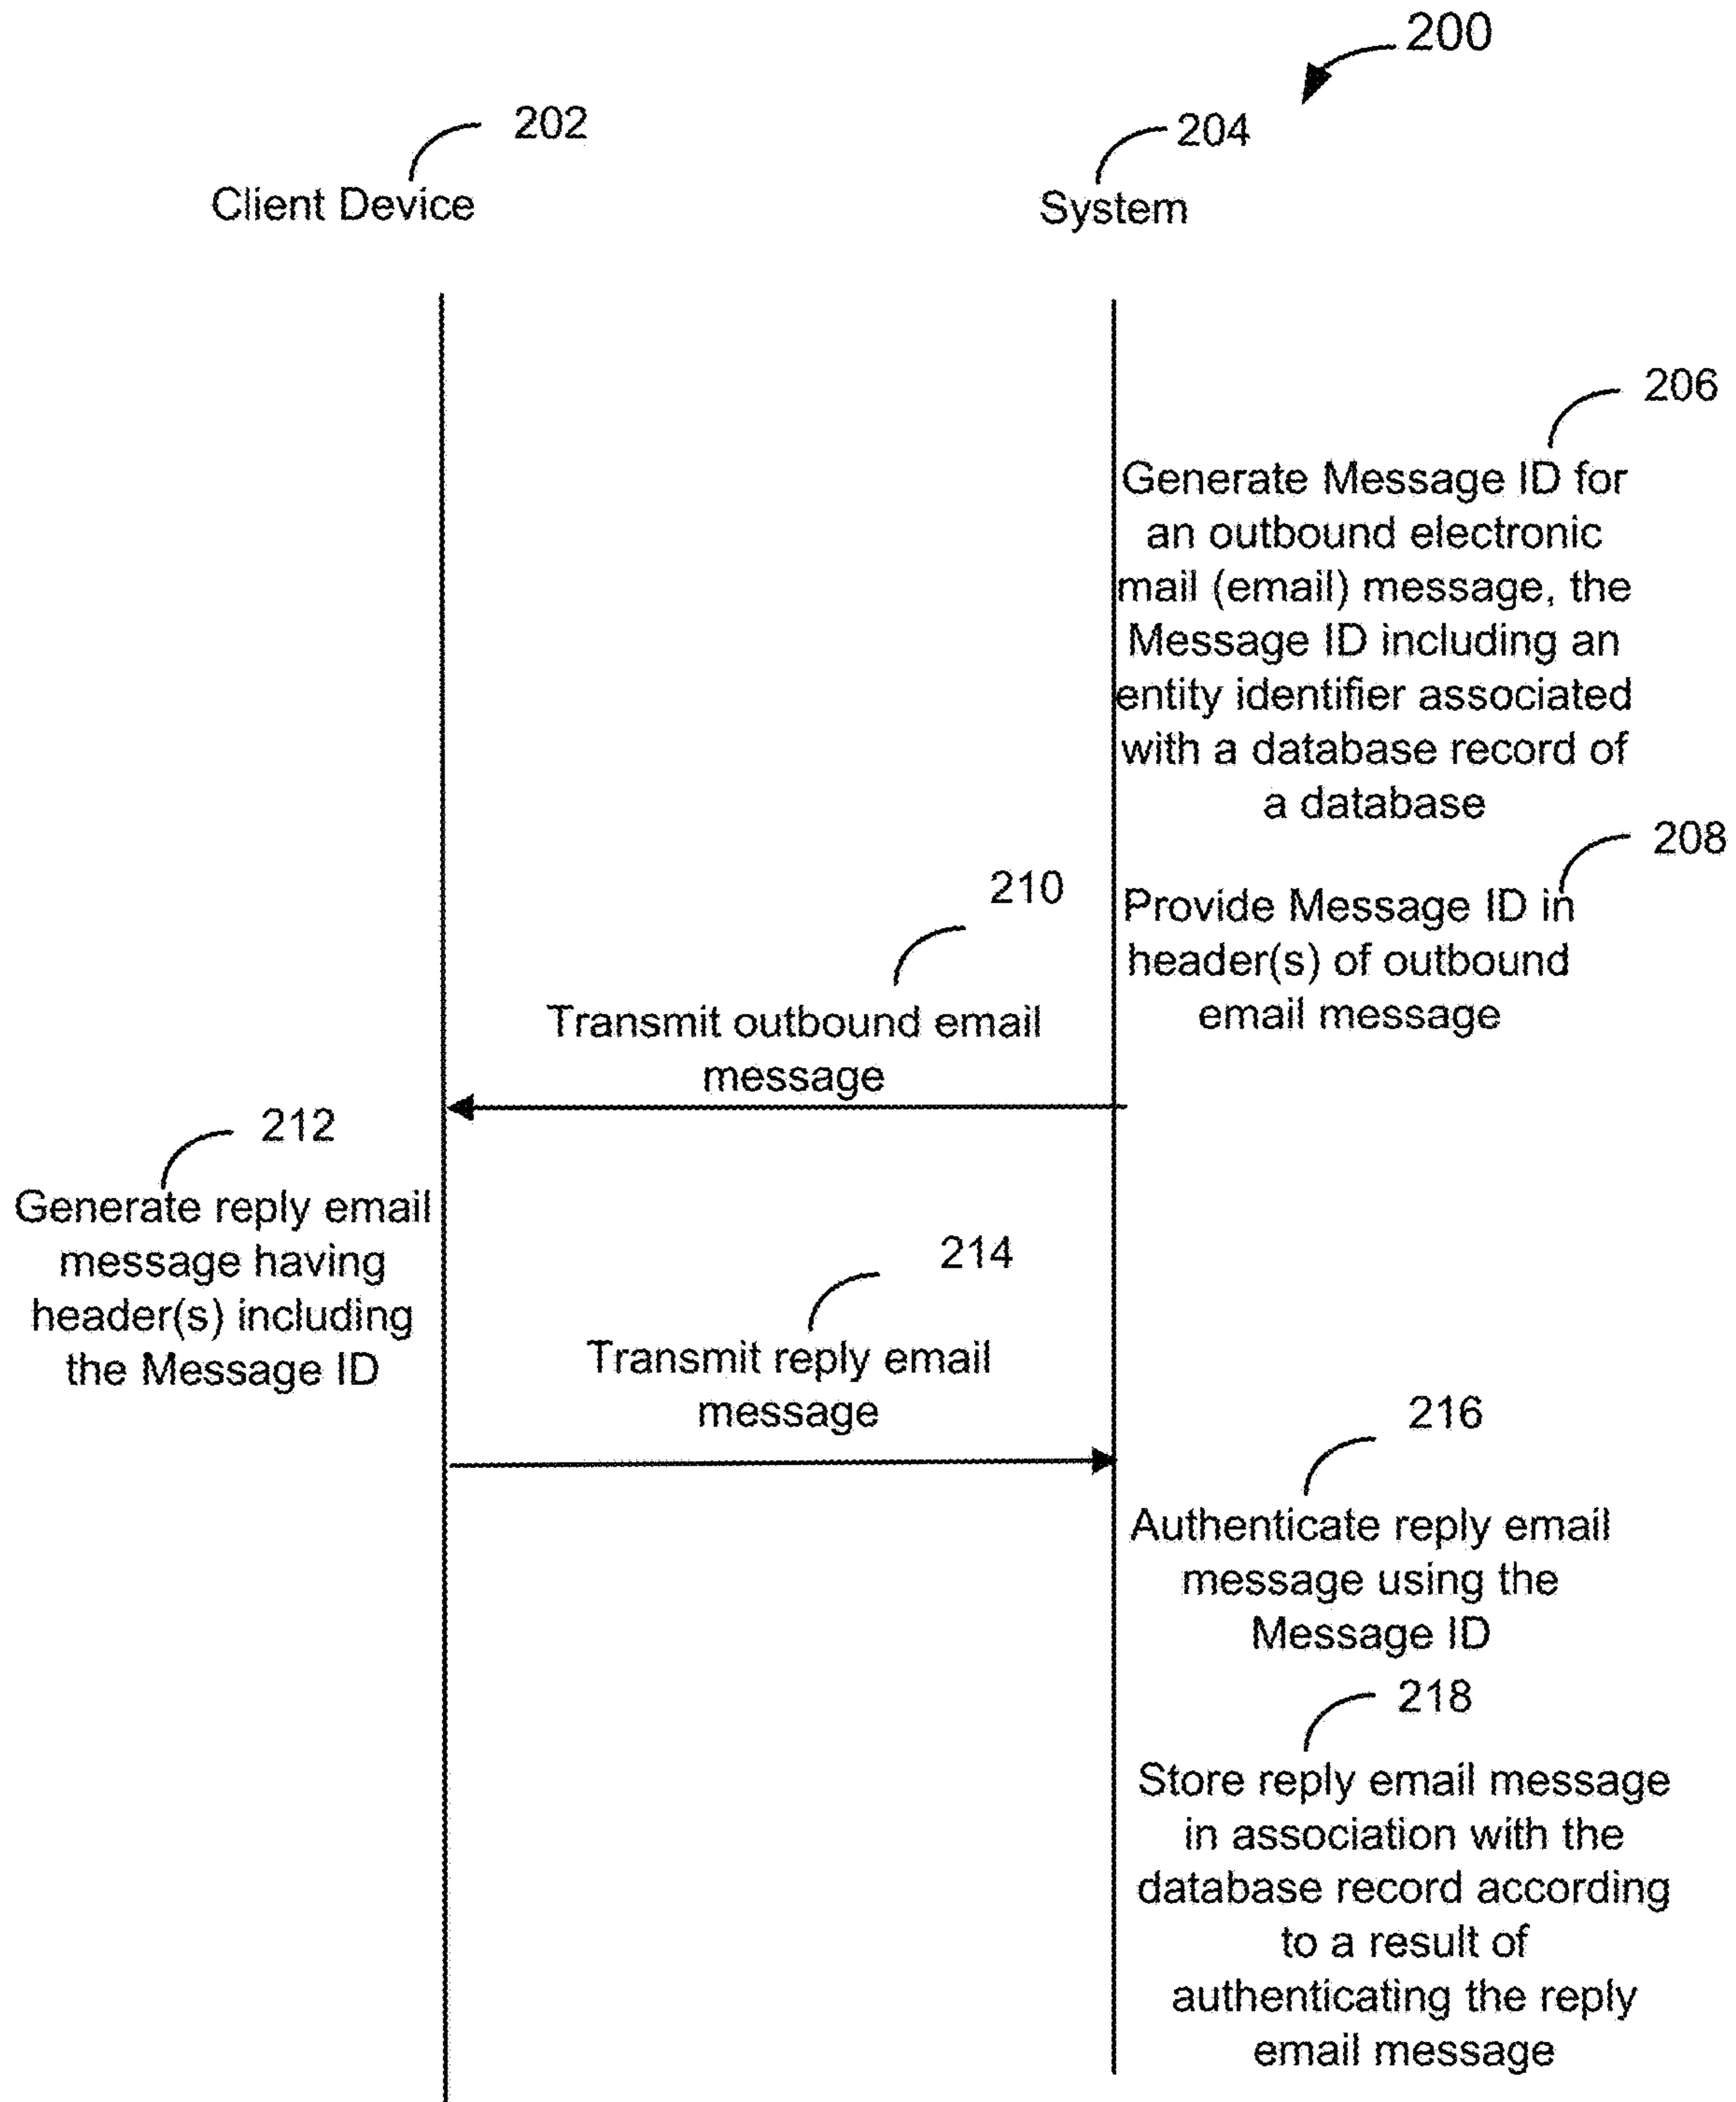 200
202
204
Client Device
System
206
Generate Message ID for
an outbound electronic
mail (email) message, the
Message ID including an
entity identifier associated
with a database record of
a database
208
Provide Message ID in
header(s) of outbound
email message
210
Transmit outbound email
message
212
Generate reply email
message having
header(s) including
the Message ID
214
Transmit reply email
message
216
Authenticate reply email
message using the
Message ID
218
Store reply email message
in association with the
database record according
to a result of
authenticating the reply
email message